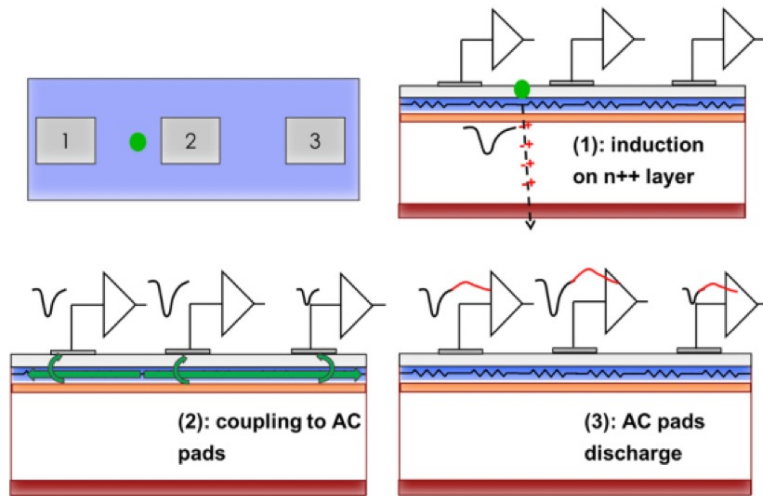 1 2 3
(1): induction
on n++ layer
(2): coupling to AC
pads
(3): AC pads
discharge